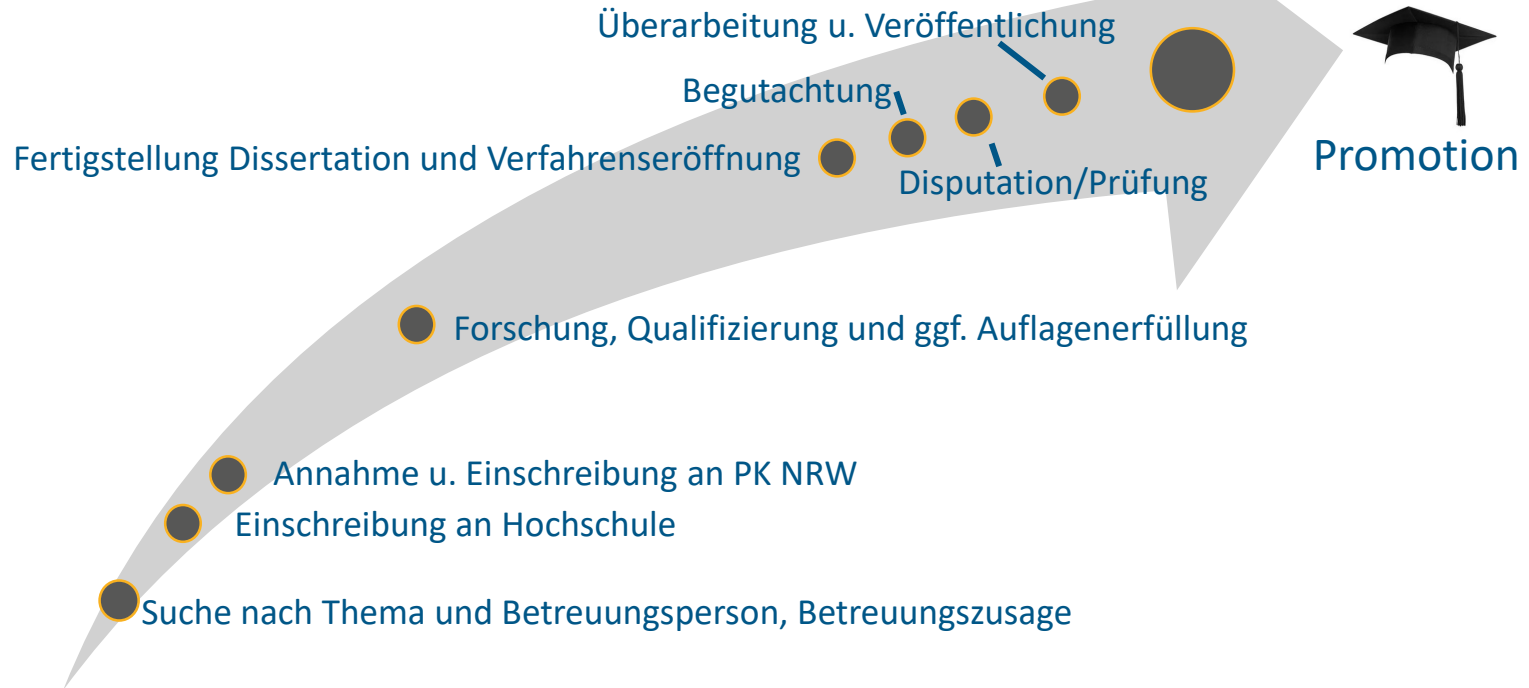 Überarbeitung u. Veröffentlichung
Begutachtung
Fertigstellung Dissertation und Verfahrenseröffnung
Promotion
Disputation/Prüfung
Forschung, Qualifizierung und ggf. Auflagenerfüllung
Annahme u. Einschreibung an PK NRW
Einschreibung an Hochschule
Suche nach Thema und Betreuungsperson, Betreuungszusage